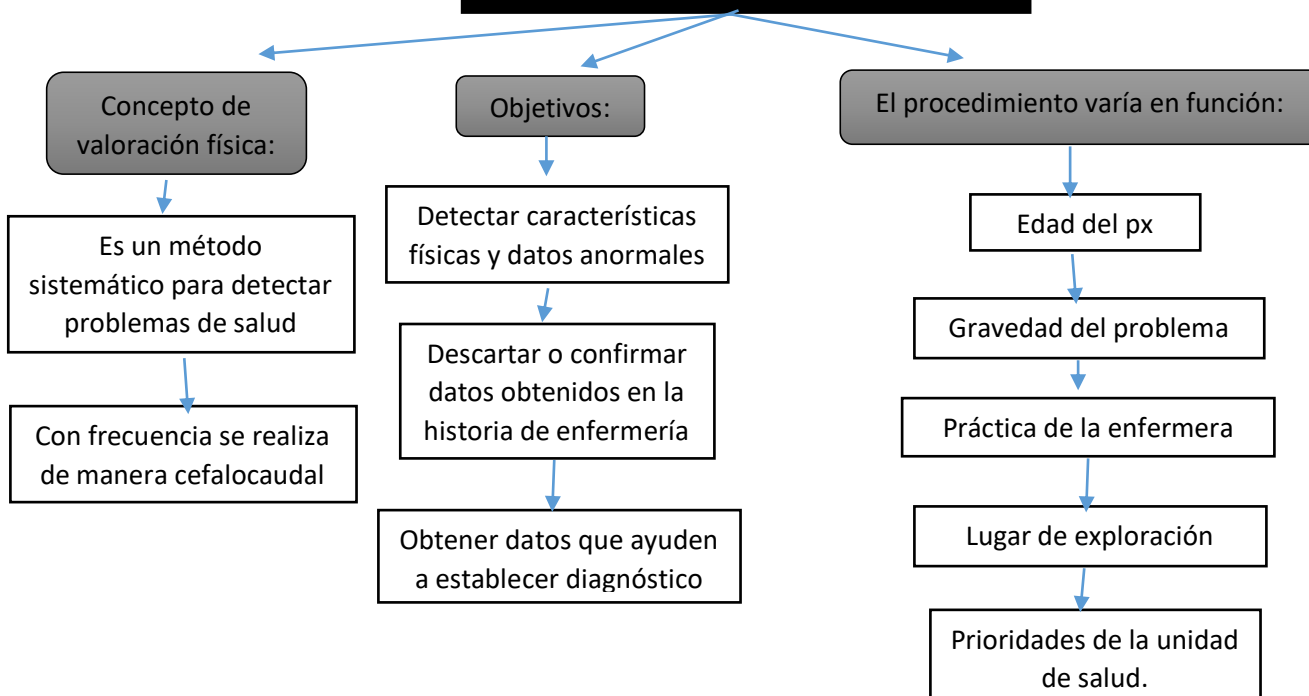 Concepto de
valoración física:
Es un método
sistemático para detectar
problemas de salud
Con frecuencia se realiza
de manera cefalocaudal
Objetivos:
Detectar características
físicas y datos anormales
Descartar o confirmar
datos obtenidos en la
historia de enfermería
Obtener datos que ayuden
a establecer diagnóstico
El procedimiento varía en función:
Edad del px
Gravedad del problema
Práctica de la enfermera
Lugar de exploración
Prioridades de la unidad
de salud.